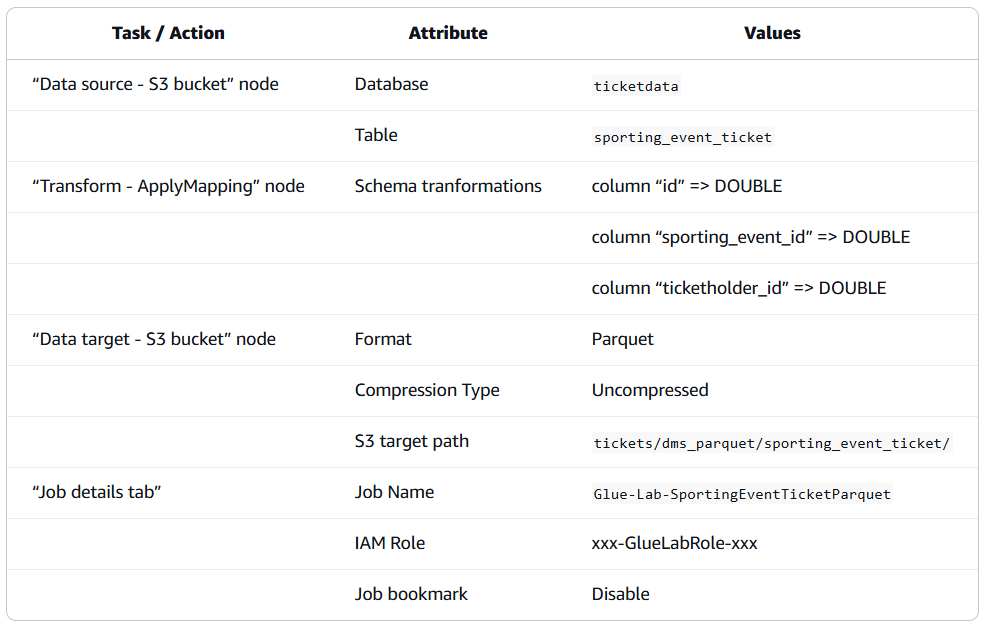 Task / Action Attribute Values
“Data source - S3 bucket” node Database ticketdata
Table sporting_event_ticket
“Transform - ApplyMapping” node Schema tranformations column “id” => DOUBLE
column “sporting_event_id” => DOUBLE
column “ticketholder_id” => DOUBLE
“Data target - S3 bucket” node Format Parquet
Compression Type Uncompressed
S3 target path tickets/dms_parquet/sporting_event_ticket/
“Job details tab” Job Name Glue-Lab-SportingEventTicketParquet
IAM Role xxx-GlueLabRole-xxx
Job bookmark Disable